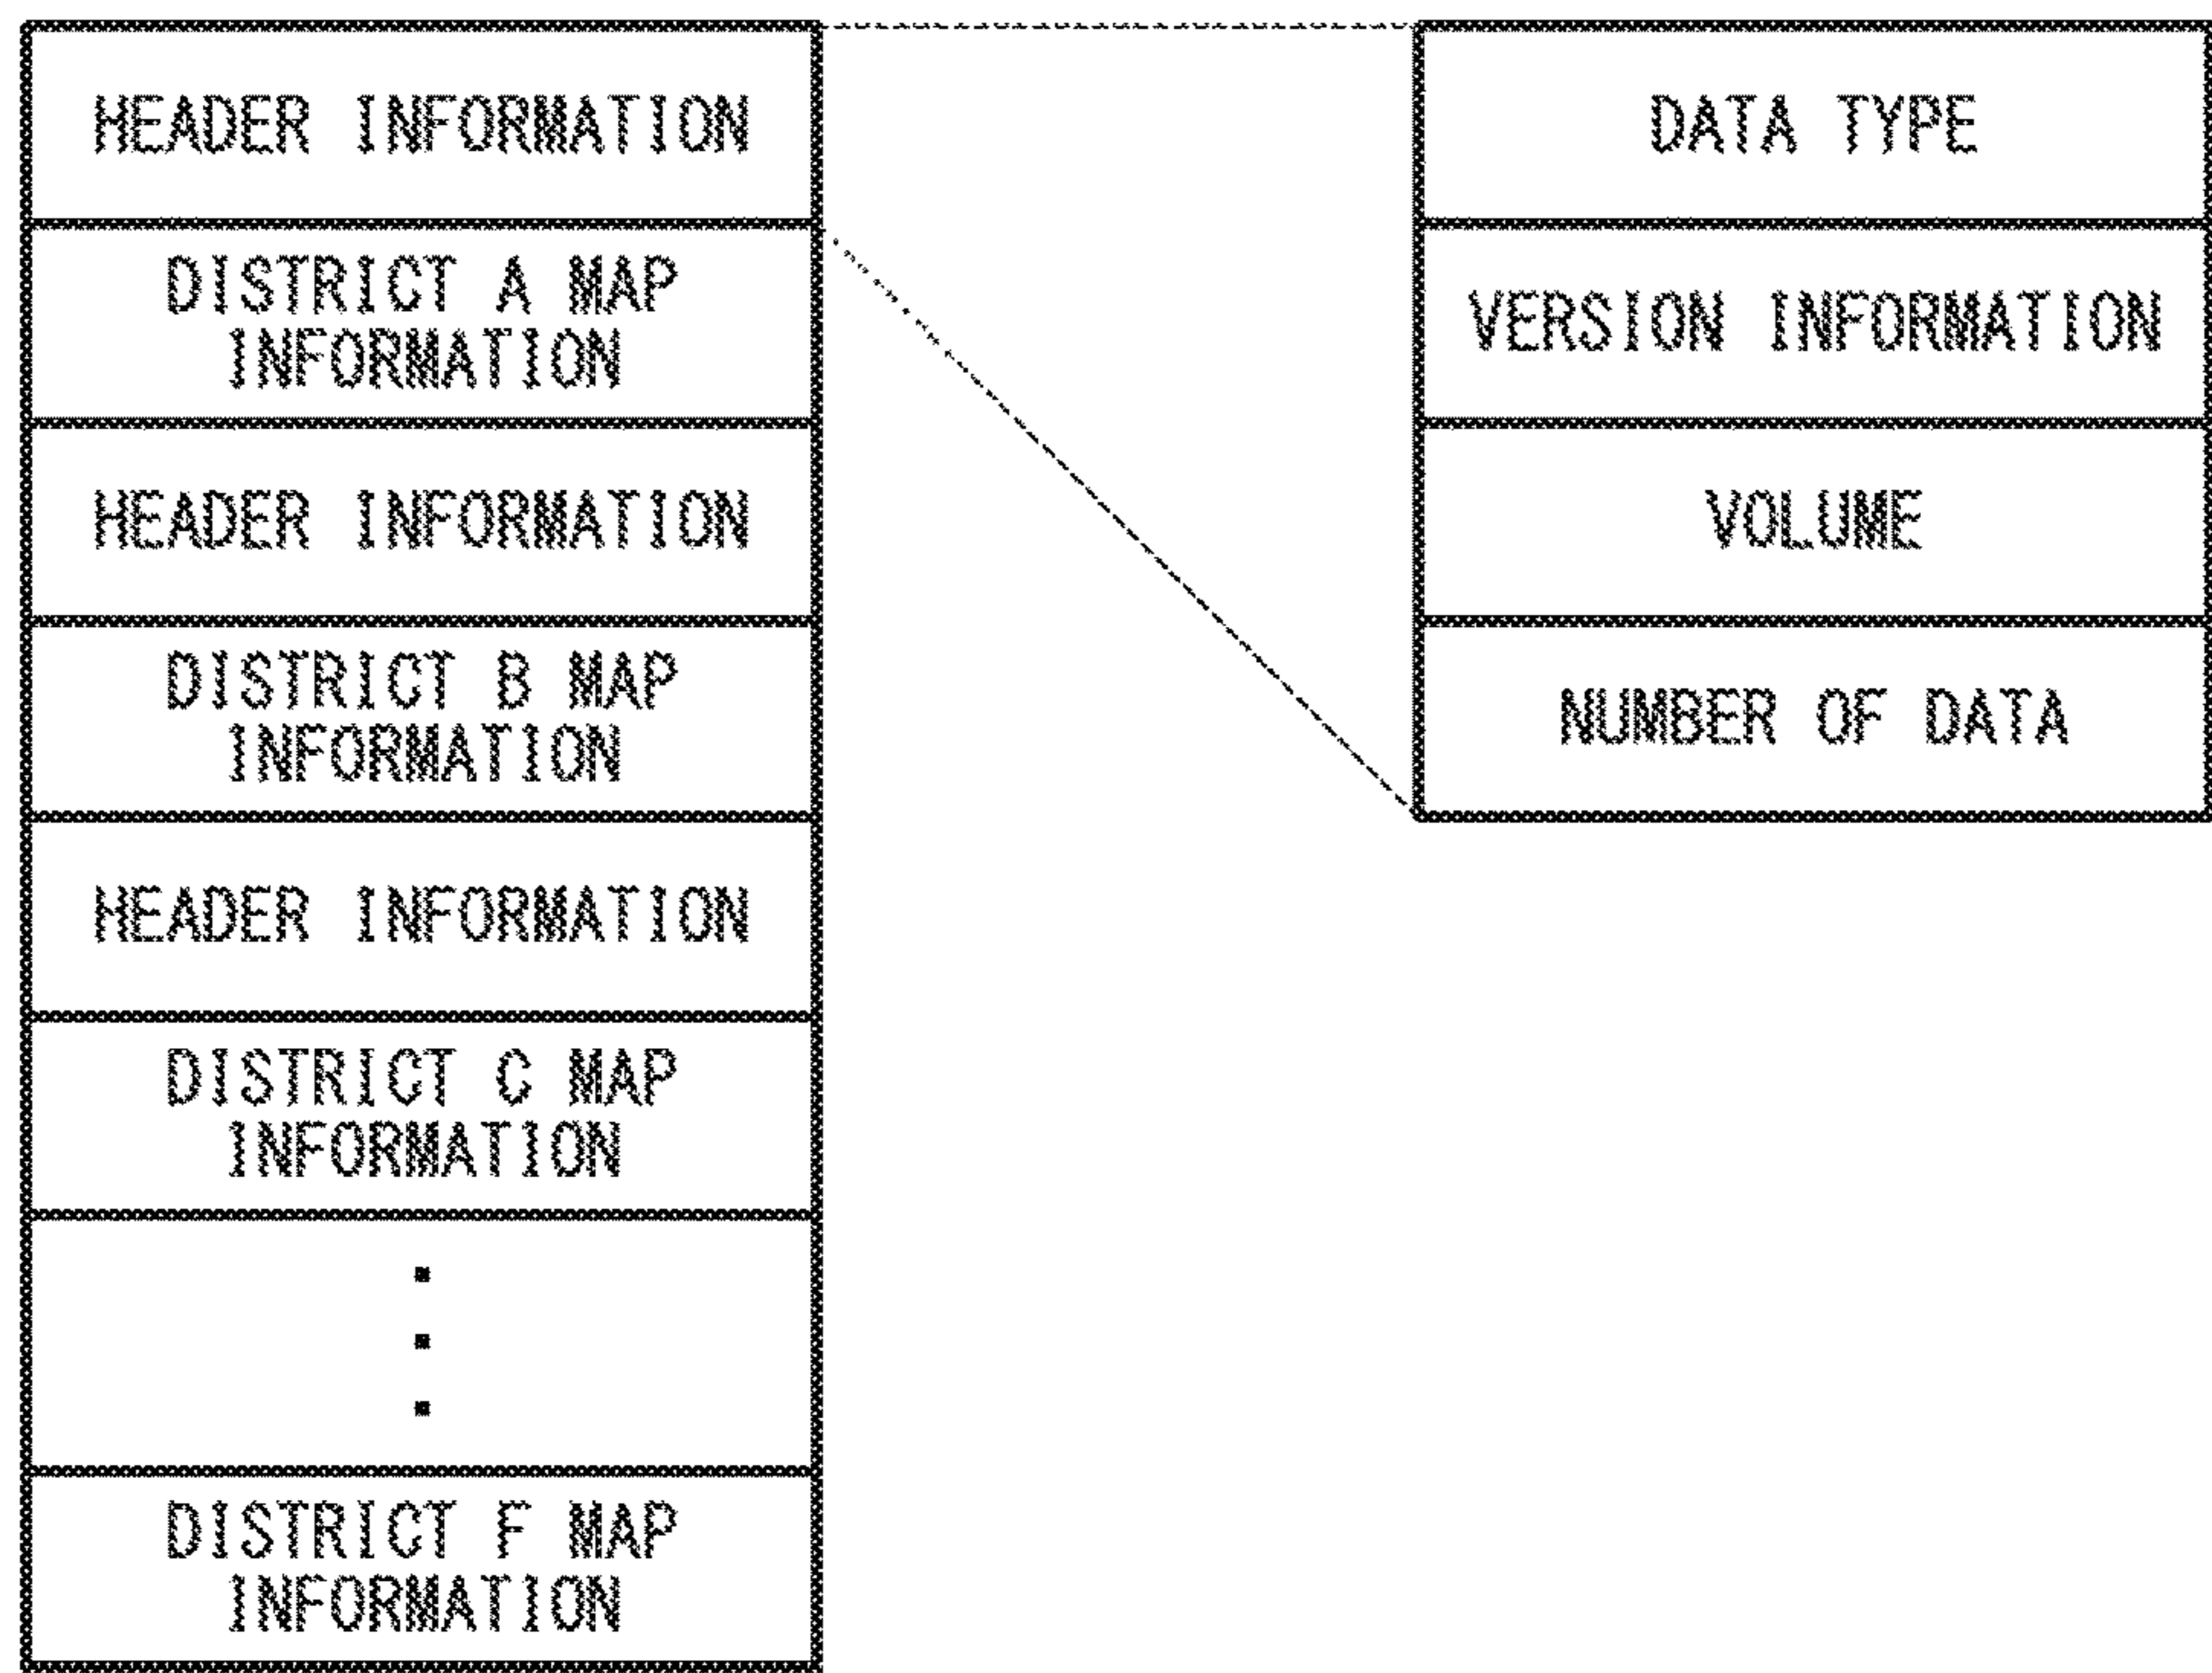 HEADER INFORMATION
DISTRICT A MAP
INFORMATION
HEADER INFORMATION
DISTRICT B MAP
INFORMATION
HEADER INFORMATION
DISTRICT C MAP
INFORMATION
DISTRICT F MAP
INFORMATION
DATA TYPE
VERSION INFORMATION
VOLUME
NUMBER OF DATA